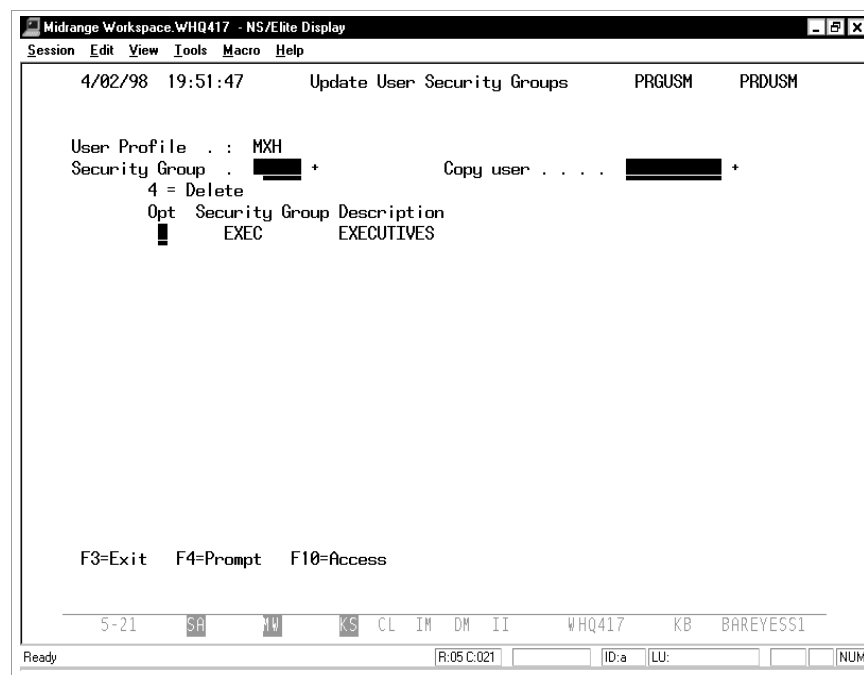 Midrange Workspace.WHQ417 - NS/Elite Display
Session Edit View Tools Macro Help
4/02/98 19:51:47 Update User Security Groups PRGUSM PRDUSM
User Profile . : MXH
Security Group . + Copy user . . . . +
4 = Delete
Opt Security Group Description
EXEC EXECUTIVES
F3=Exit F4=Prompt F10=Access
5-21 SA MW KS CL IM DM II WHQ417 KB BAREYESS1
Ready R:05 C:021 ID:a LU: NUM